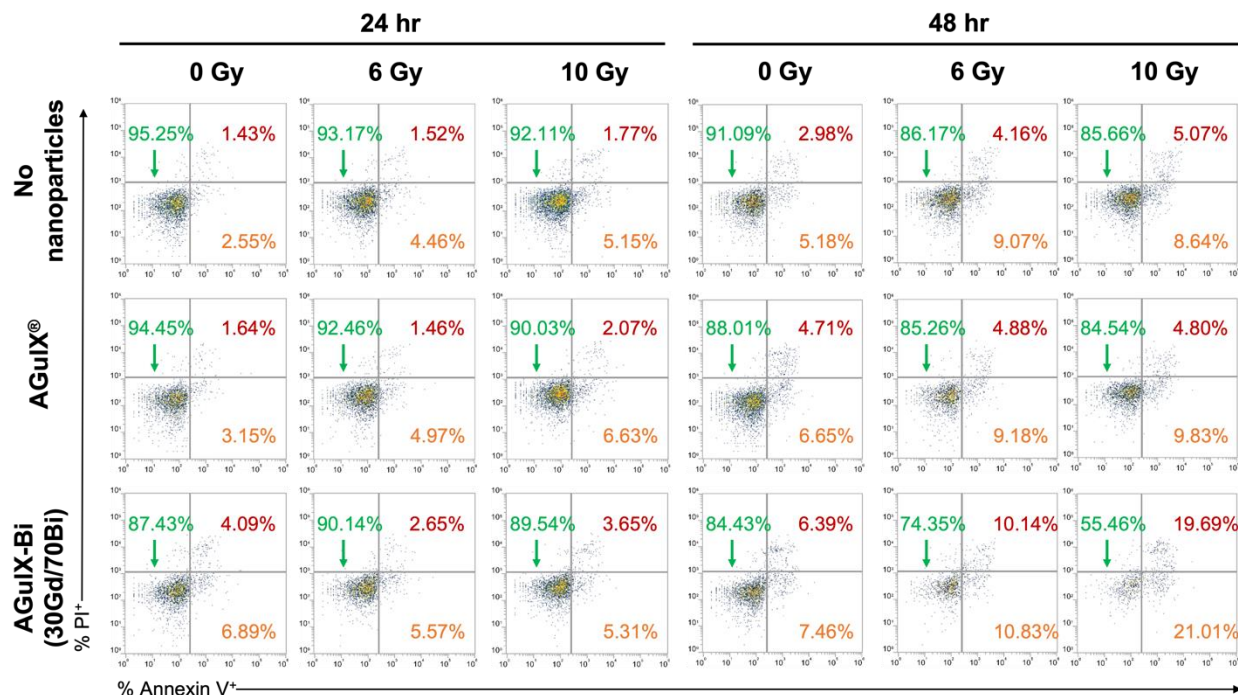 24 hr 48 hr
0 Gy 6 Gy 10 Gy 0 Gy 6 Gy 10 Gy
No
nanoparticles
95.25% 1.43% 93.17% 1.52% 92.11% 1.77% 91.09% 2.98% 86.17% 4.16% 85.66% 5.07%
2.55% 4.46% 5.15% 5.18% 9.07% 8.64%
AGuIX®
94.45% 1.64% 92.46% 1.46% 90.03% 2.07% 88.01% 4.71% 85.26% 4.88% 84.54% 4.80%
3.15% 4.97% 6.63% 6.65% 9.18% 9.83%
AGuIX-Bi
(30Gd/70Bi)
87.43% 4.09% 90.14% 2.65% 89.54% 3.65% 84.43% 6.39% 74.35% 10.14% 55.46% 19.69%
6.89% 5.57% 5.31% 7.46% 10.83% 21.01%
% PI⁺
% Annexin V⁺